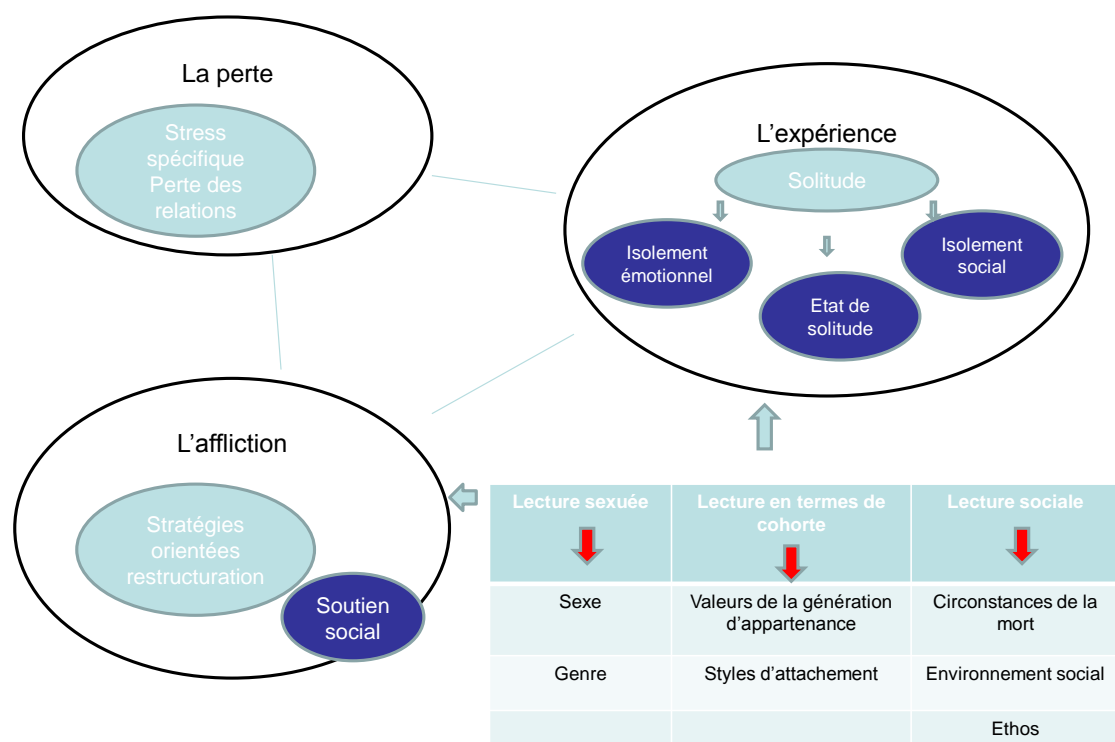 La perte
Stress
spécifique
Perte des
relations
L’expérience
Solitude
Isolement
émotionnel
Etat de
solitude
Isolement
social
L’affliction
Stratégies
orientées
restructuration
Soutien
social
Lecture sexuée
Lecture en termes de
cohorte
Lecture sociale
Sexe
Valeurs de la génération
d’appartenance
Circonstances de la
mort
Genre
Styles d’attachement
Environnement social
Ethos